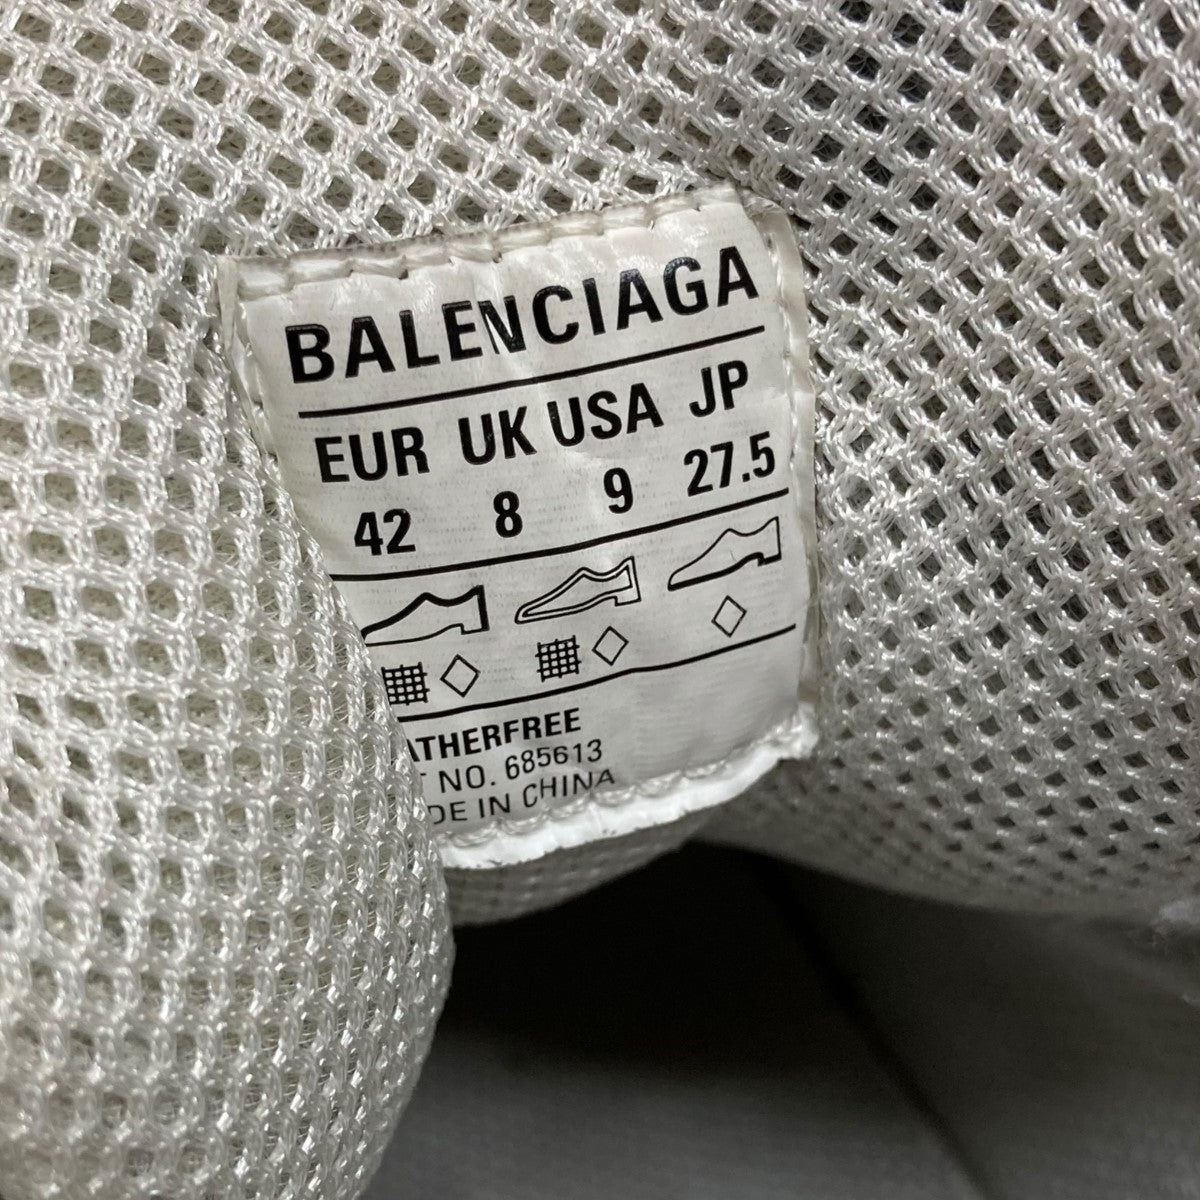 BALENCIAGA
EUR UK USA JP
42 8 9 27.5
ATHERFREE
T NO. 685613
DE IN CHINA